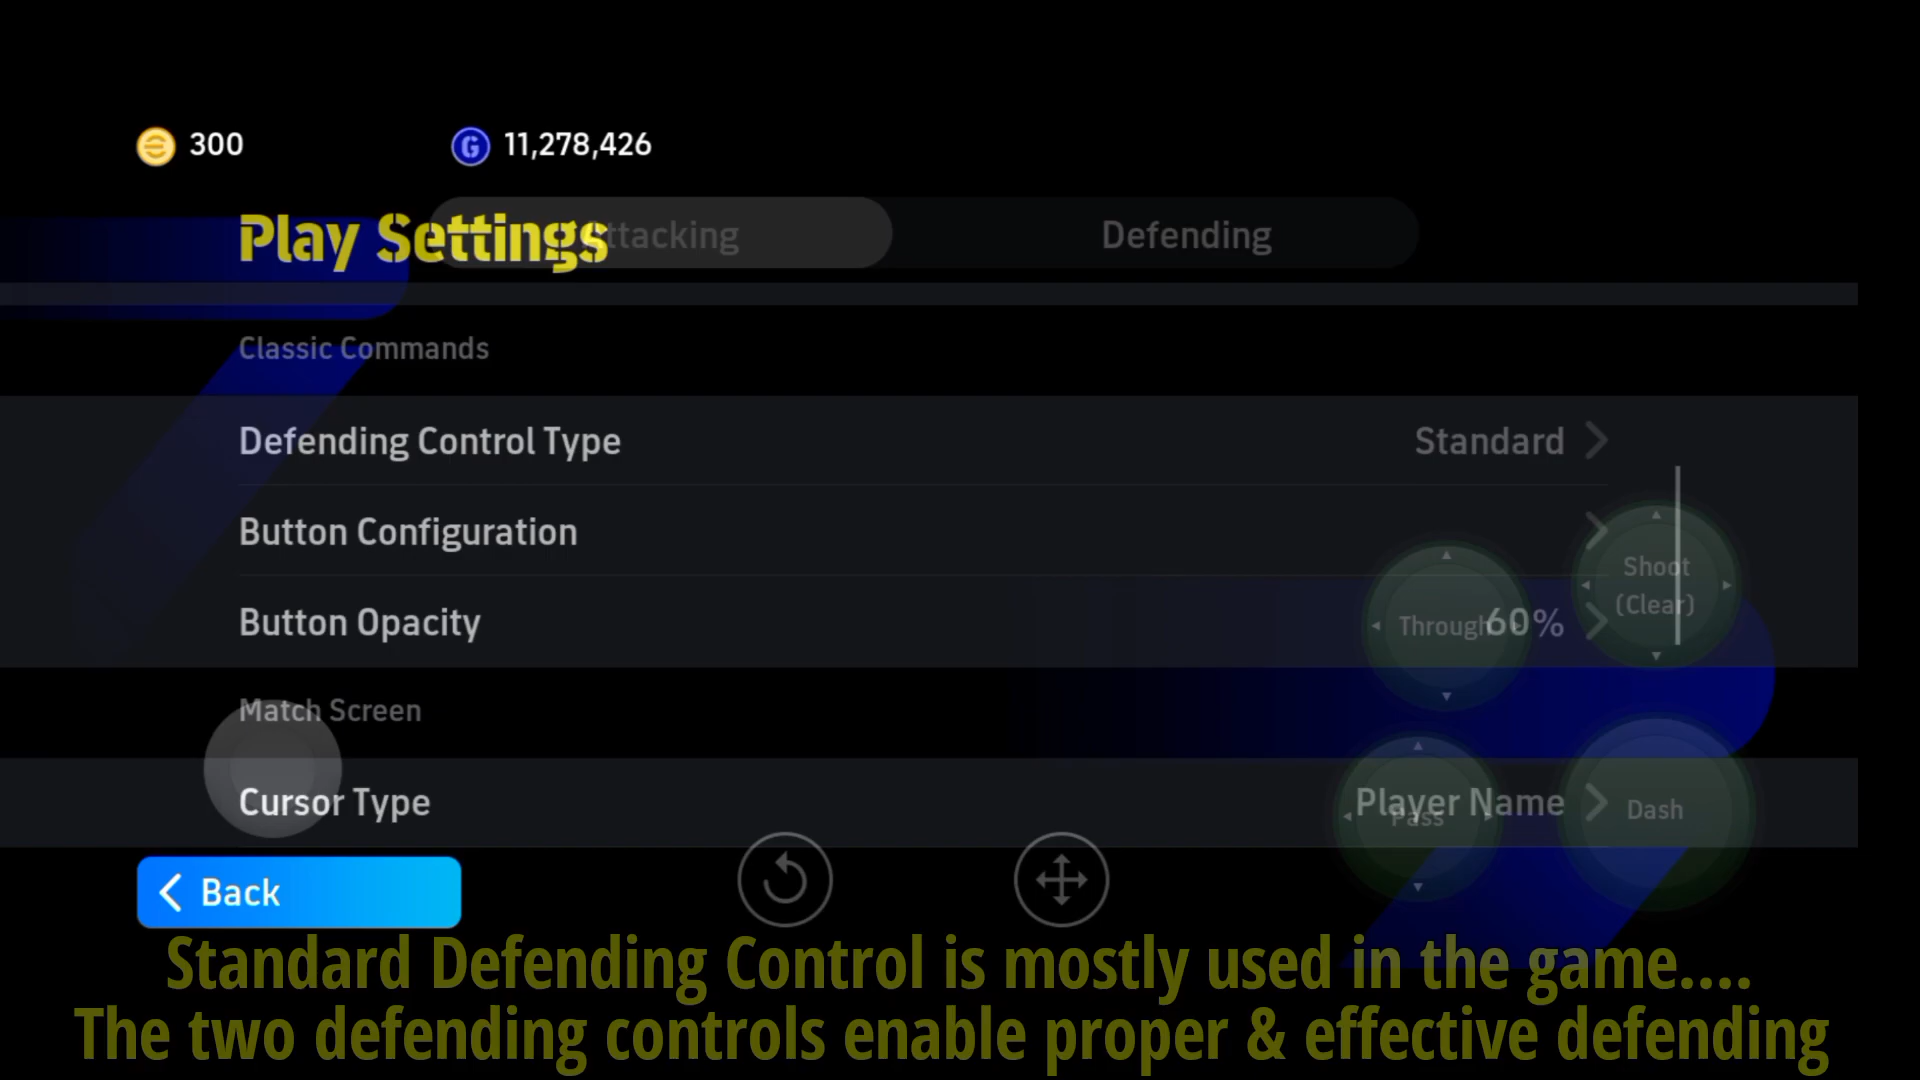 300
11,278,426
Play Settings
Attacking
Defending
Classic Commands
Defending Control Type
Standard
Button Configuration
Shoot
(Clear)
Button Opacity
Through
60%
Match Screen
Cursor Type
Player Name
Pass
Dash
Back
Standard Defending Control is mostly used in the game....
The two defending controls enable proper & effective defending